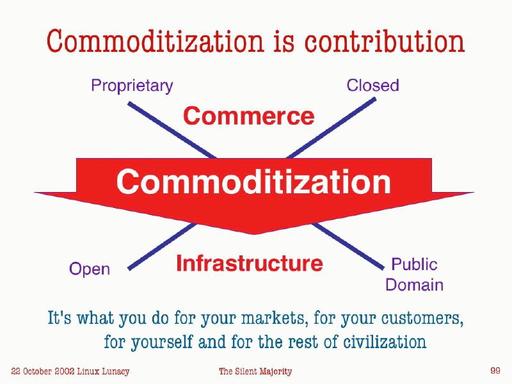 Commoditization is contribution
Proprietary
Closed
Commerce
Commoditization
Open
Infrastructure
Public
Domain
It's what you do for your markets, for your customers,
for yourself and for the rest of civilization
22 October 2002 Linux Lunacy
The Silent Majority
99